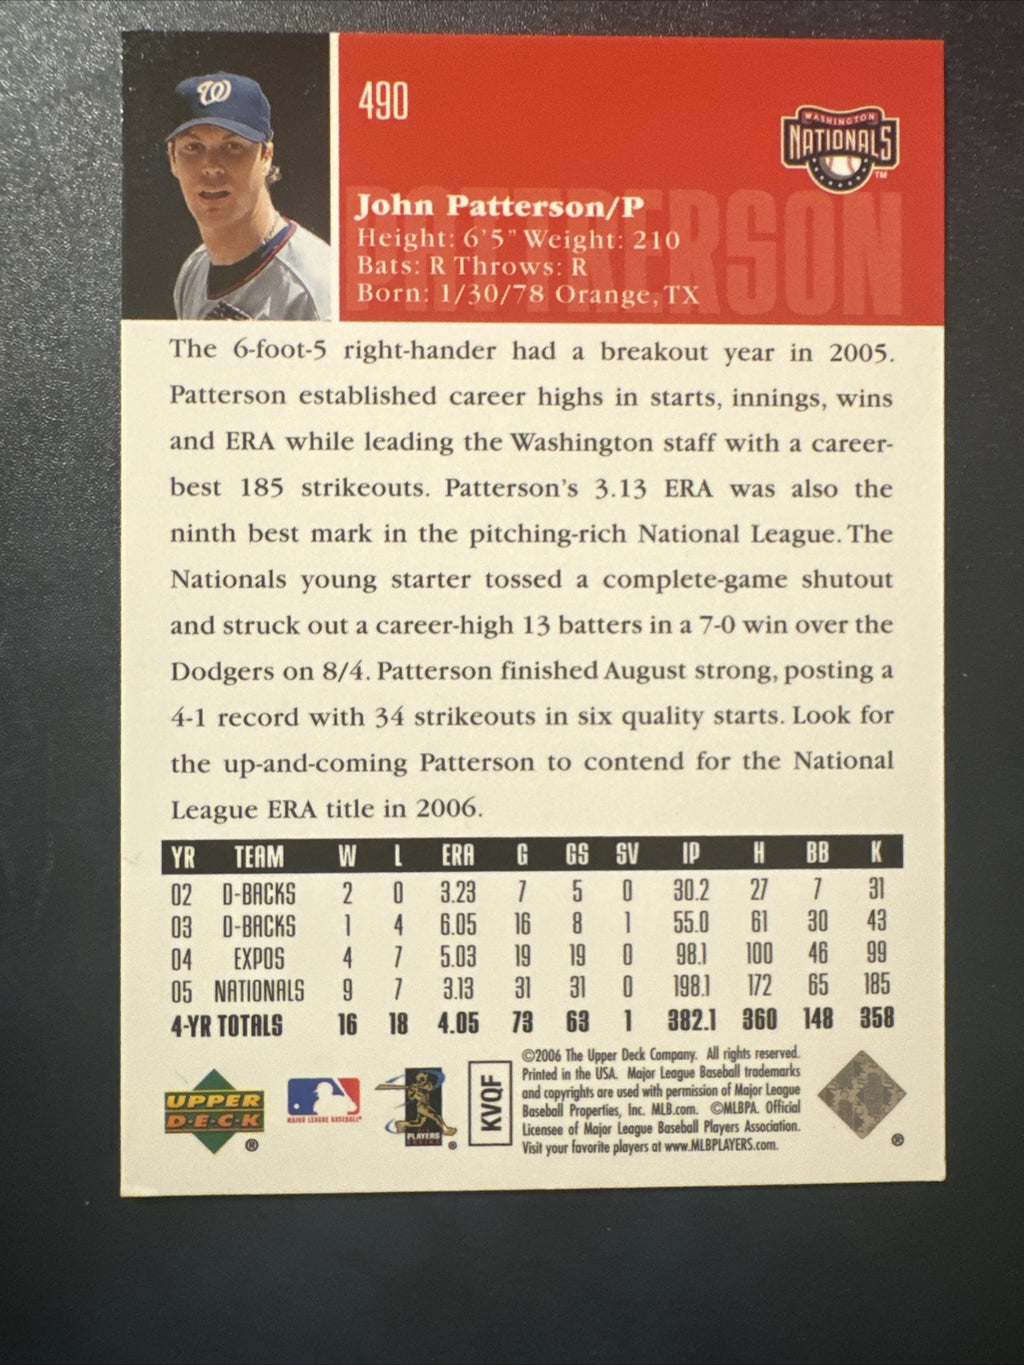 W
490
WASHINGTON
NATIONALS
TM
PATTERSON
John Patterson/P
Height: 6'5" Weight: 210
Bats: R Throws: R
Born: 1/30/78 Orange, TX
The 6-foot-5 right-hander had a breakout year in 2005.
Patterson established career highs in starts, innings, wins
and ERA while leading the Washington staff with a career-
best 185 strikeouts. Patterson's 3.13 ERA was also the
ninth best mark in the pitching-rich National League. The
Nationals young starter tossed a complete-game shutout
and struck out a career-high 13 batters in a 7-0 win over the
Dodgers on 8/4. Patterson finished August strong, posting a
4-1 record with 34 strikeouts in six quality starts. Look for
the up-and-coming Patterson to contend for the National
League ERA title in 2006.
YR TEAM W L ERA G GS SV IP H BB K
02 D-BACKS 2 0 3.23 7 5 0 30.2 27 7 31
03 D-BACKS 1 4 6.05 16 8 1 55.0 61 30 43
04 EXPOS 4 7 5.03 19 19 0 98.1 100 46 99
05 NATIONALS 9 7 3.13 31 31 0 198.1 172 65 185
4-YR TOTALS 16 18 4.05 73 63 1 382.1 360 148 358
UPPER
D·E·C·K
®
MAJOR LEAGUE BASEBALL®
PLAYERS
®
KVQF
©2006 The Upper Deck Company. All rights reserved.
Printed in the USA. Major League Baseball trademarks
and copyrights are used with permission of Major League
Baseball Properties, Inc. MLB.com. ©MLBPA. Official
Licensee of Major League Baseball Players Association.
Visit your favorite players at www.MLBPLAYERS.com.
®